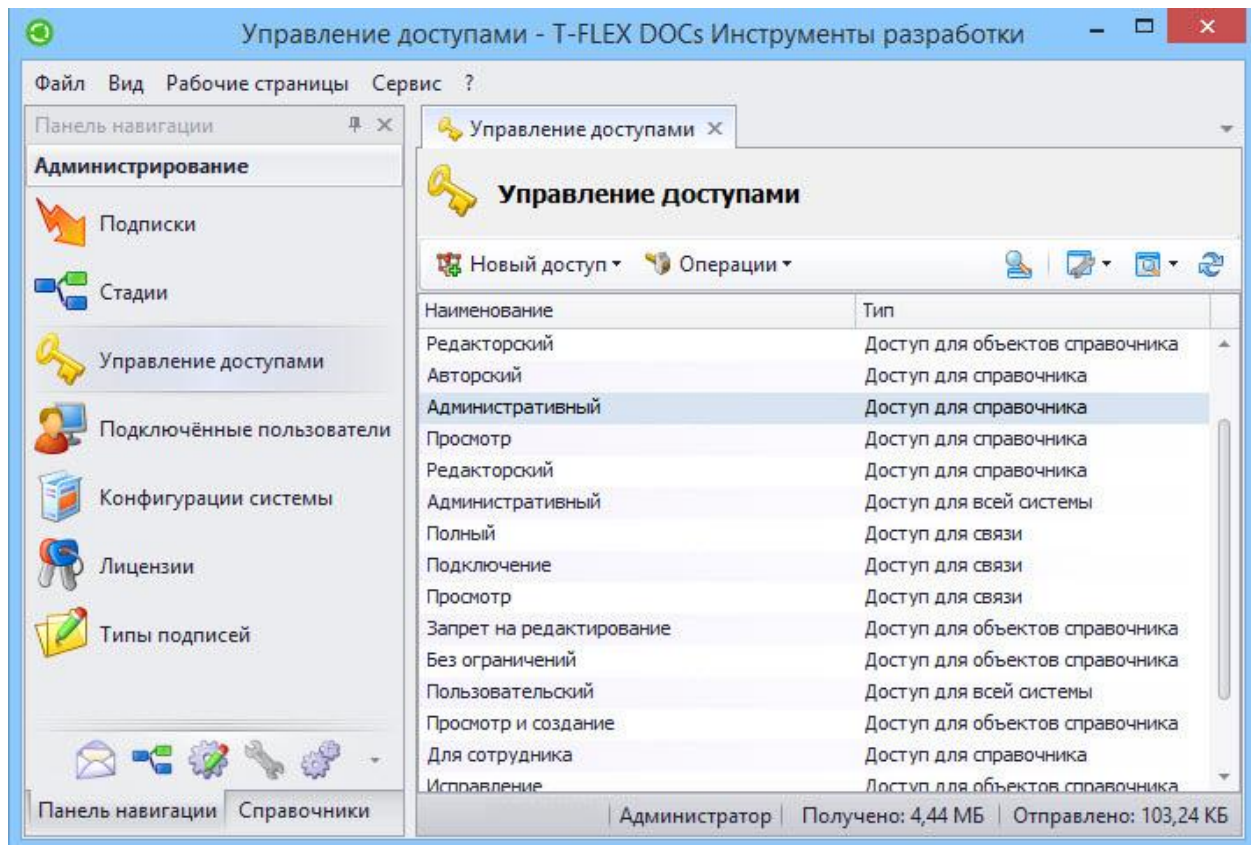 Управление доступами - T-FLEX DOCs Инструменты разработки
Файл Вид Рабочие страницы Сервис ?
Панель навигации
Администрирование
Подписки
Стадии
Управление доступами
Подключённые пользователи
Конфигурации системы
Лицензии
Типы подписей
Панель навигации Справочники
Управление доступами
Управление доступами
Новый доступ Операции
Наименование Тип
Редакторский Доступ для объектов справочника
Авторский Доступ для справочника
Административный Доступ для справочника
Просмотр Доступ для справочника
Редакторский Доступ для справочника
Административный Доступ для всей системы
Полный Доступ для связи
Подключение Доступ для связи
Просмотр Доступ для связи
Запрет на редактирование Доступ для объектов справочника
Без ограничений Доступ для объектов справочника
Пользовательский Доступ для всей системы
Просмотр и создание Доступ для объектов справочника
Для сотрудника Доступ для справочника
Исправление Доступ для объектов справочника
Администратор Получено: 4,44 МБ Отправлено: 103,24 КБ